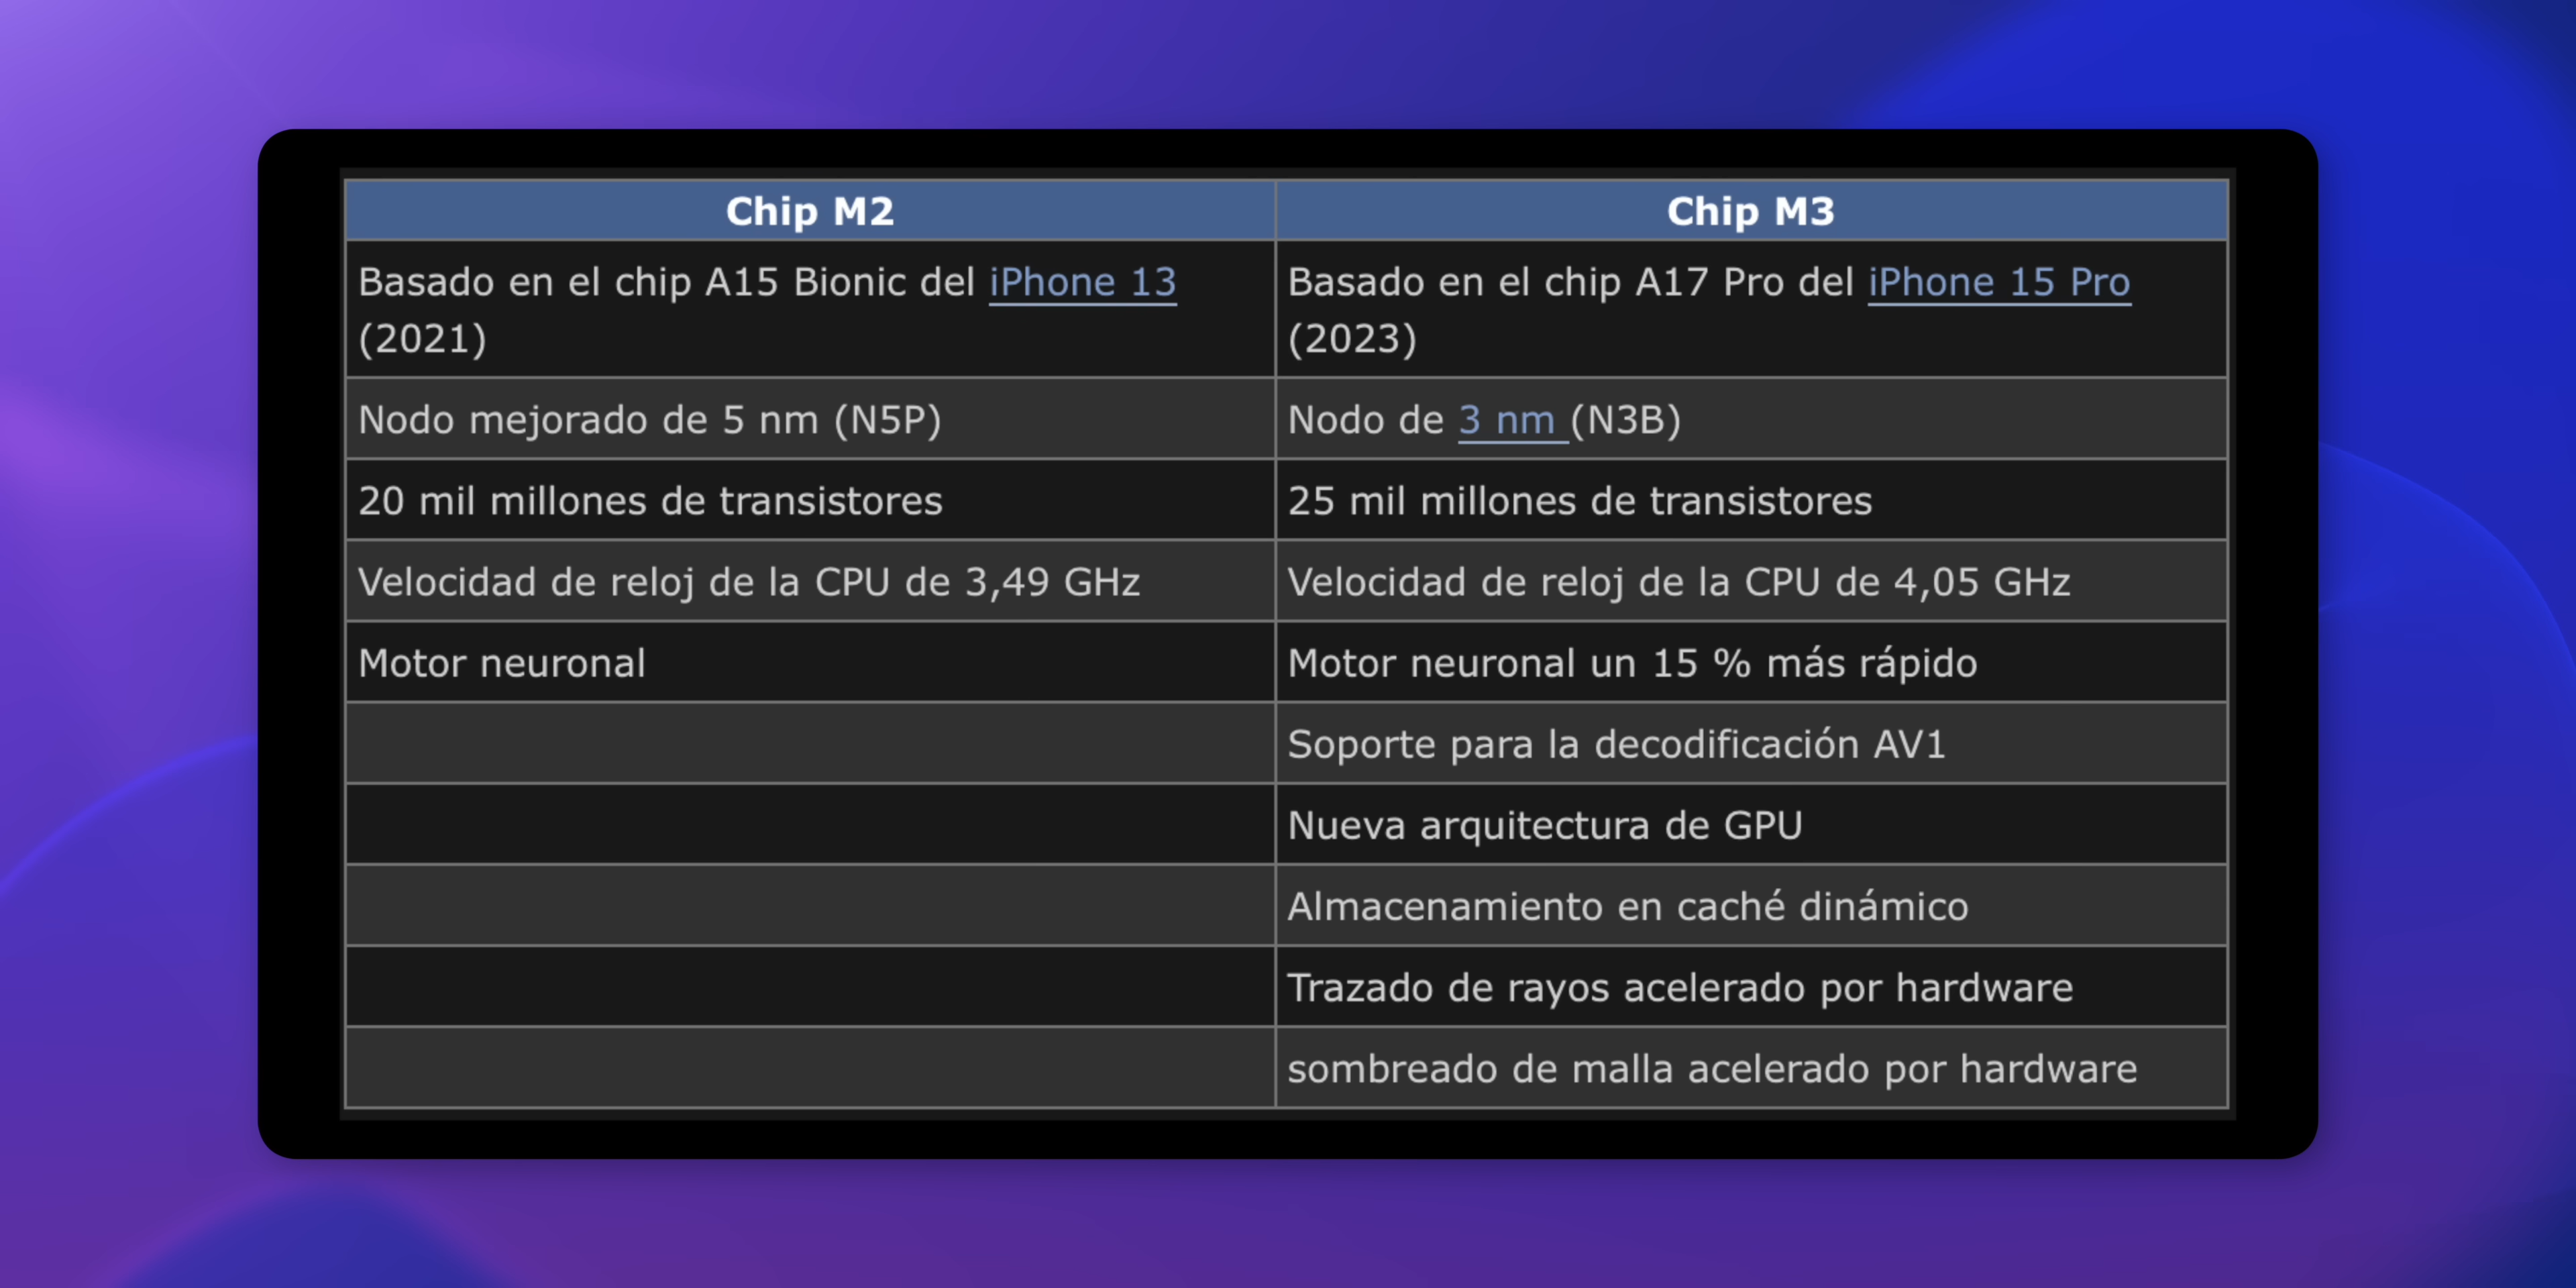 Chip M2
Chip M3
Basado en el chip A15 Bionic del iPhone 13
(2021)
Basado en el chip A17 Pro del iPhone 15 Pro
(2023)
Nodo mejorado de 5 nm (N5P)
Nodo de 3 nm (N3B)
20 mil millones de transistores
25 mil millones de transistores
Velocidad de reloj de la CPU de 3,49 GHz
Velocidad de reloj de la CPU de 4,05 GHz
Motor neuronal
Motor neuronal un 15 % más rápido
Soporte para la decodificación AV1
Nueva arquitectura de GPU
Almacenamiento en caché dinámico
Trazado de rayos acelerado por hardware
sombreado de malla acelerado por hardware